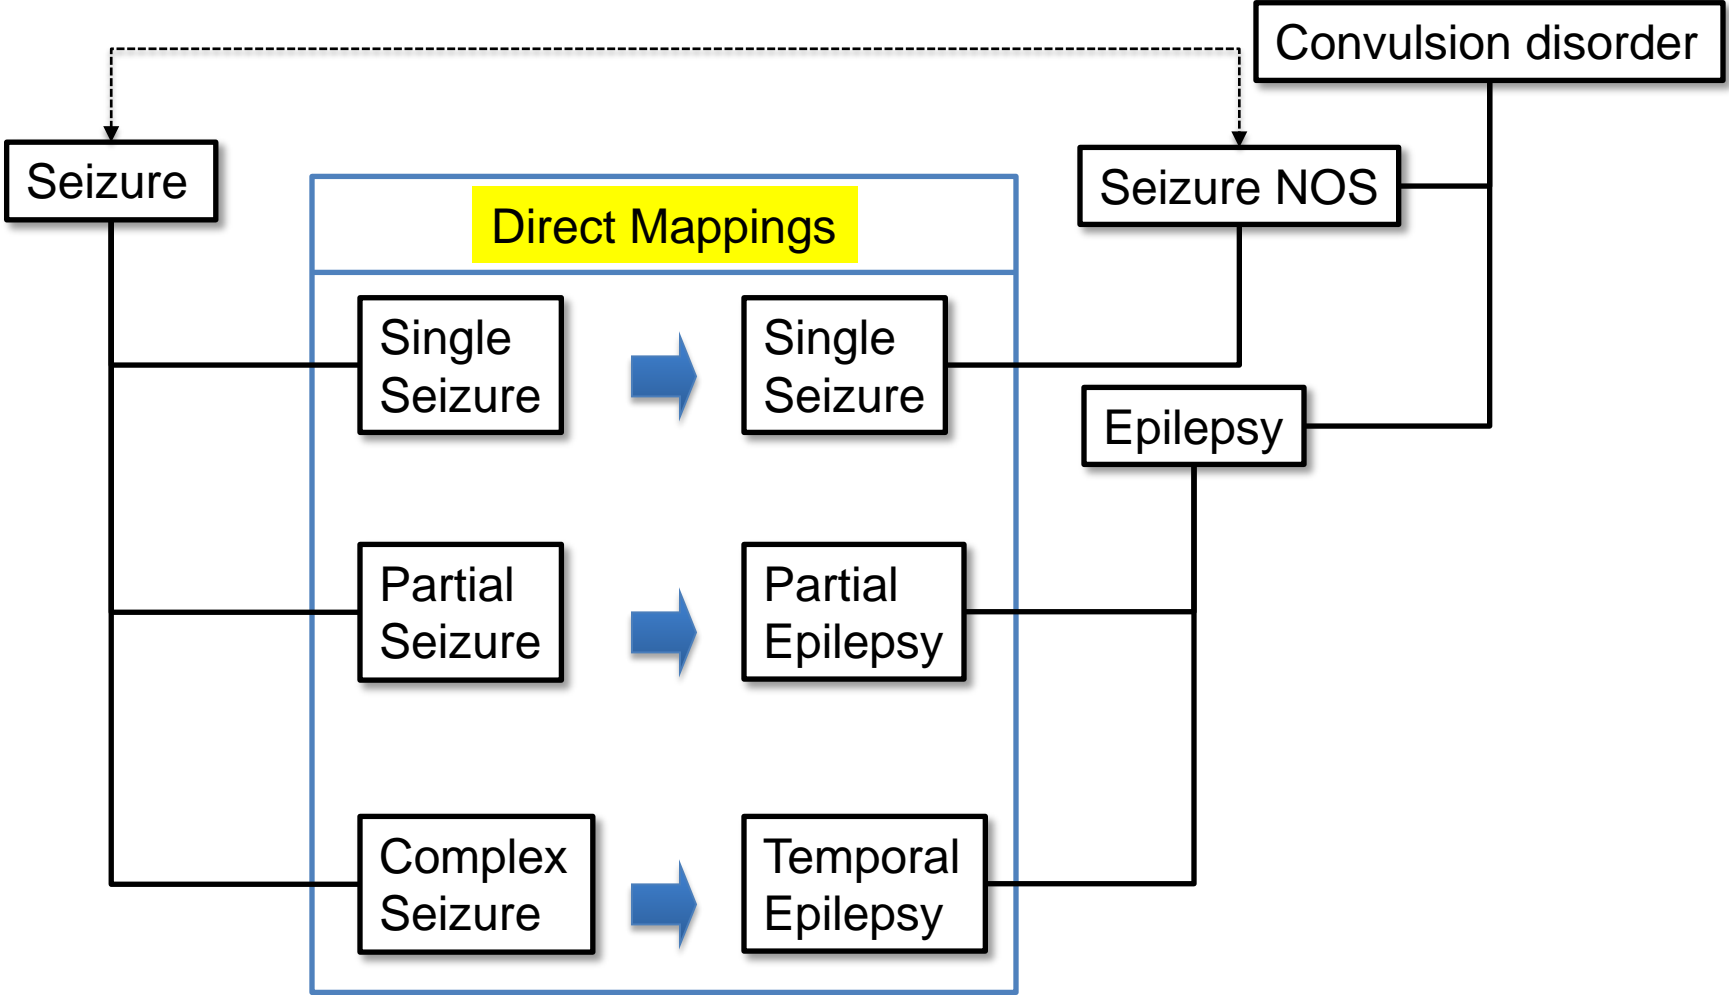 Convulsion disorder
Seizure
Seizure NOS
Direct Mappings
Single
Seizure
Single
Seizure
Epilepsy
Partial
Seizure
Partial
Epilepsy
Complex
Seizure
Temporal
Epilepsy